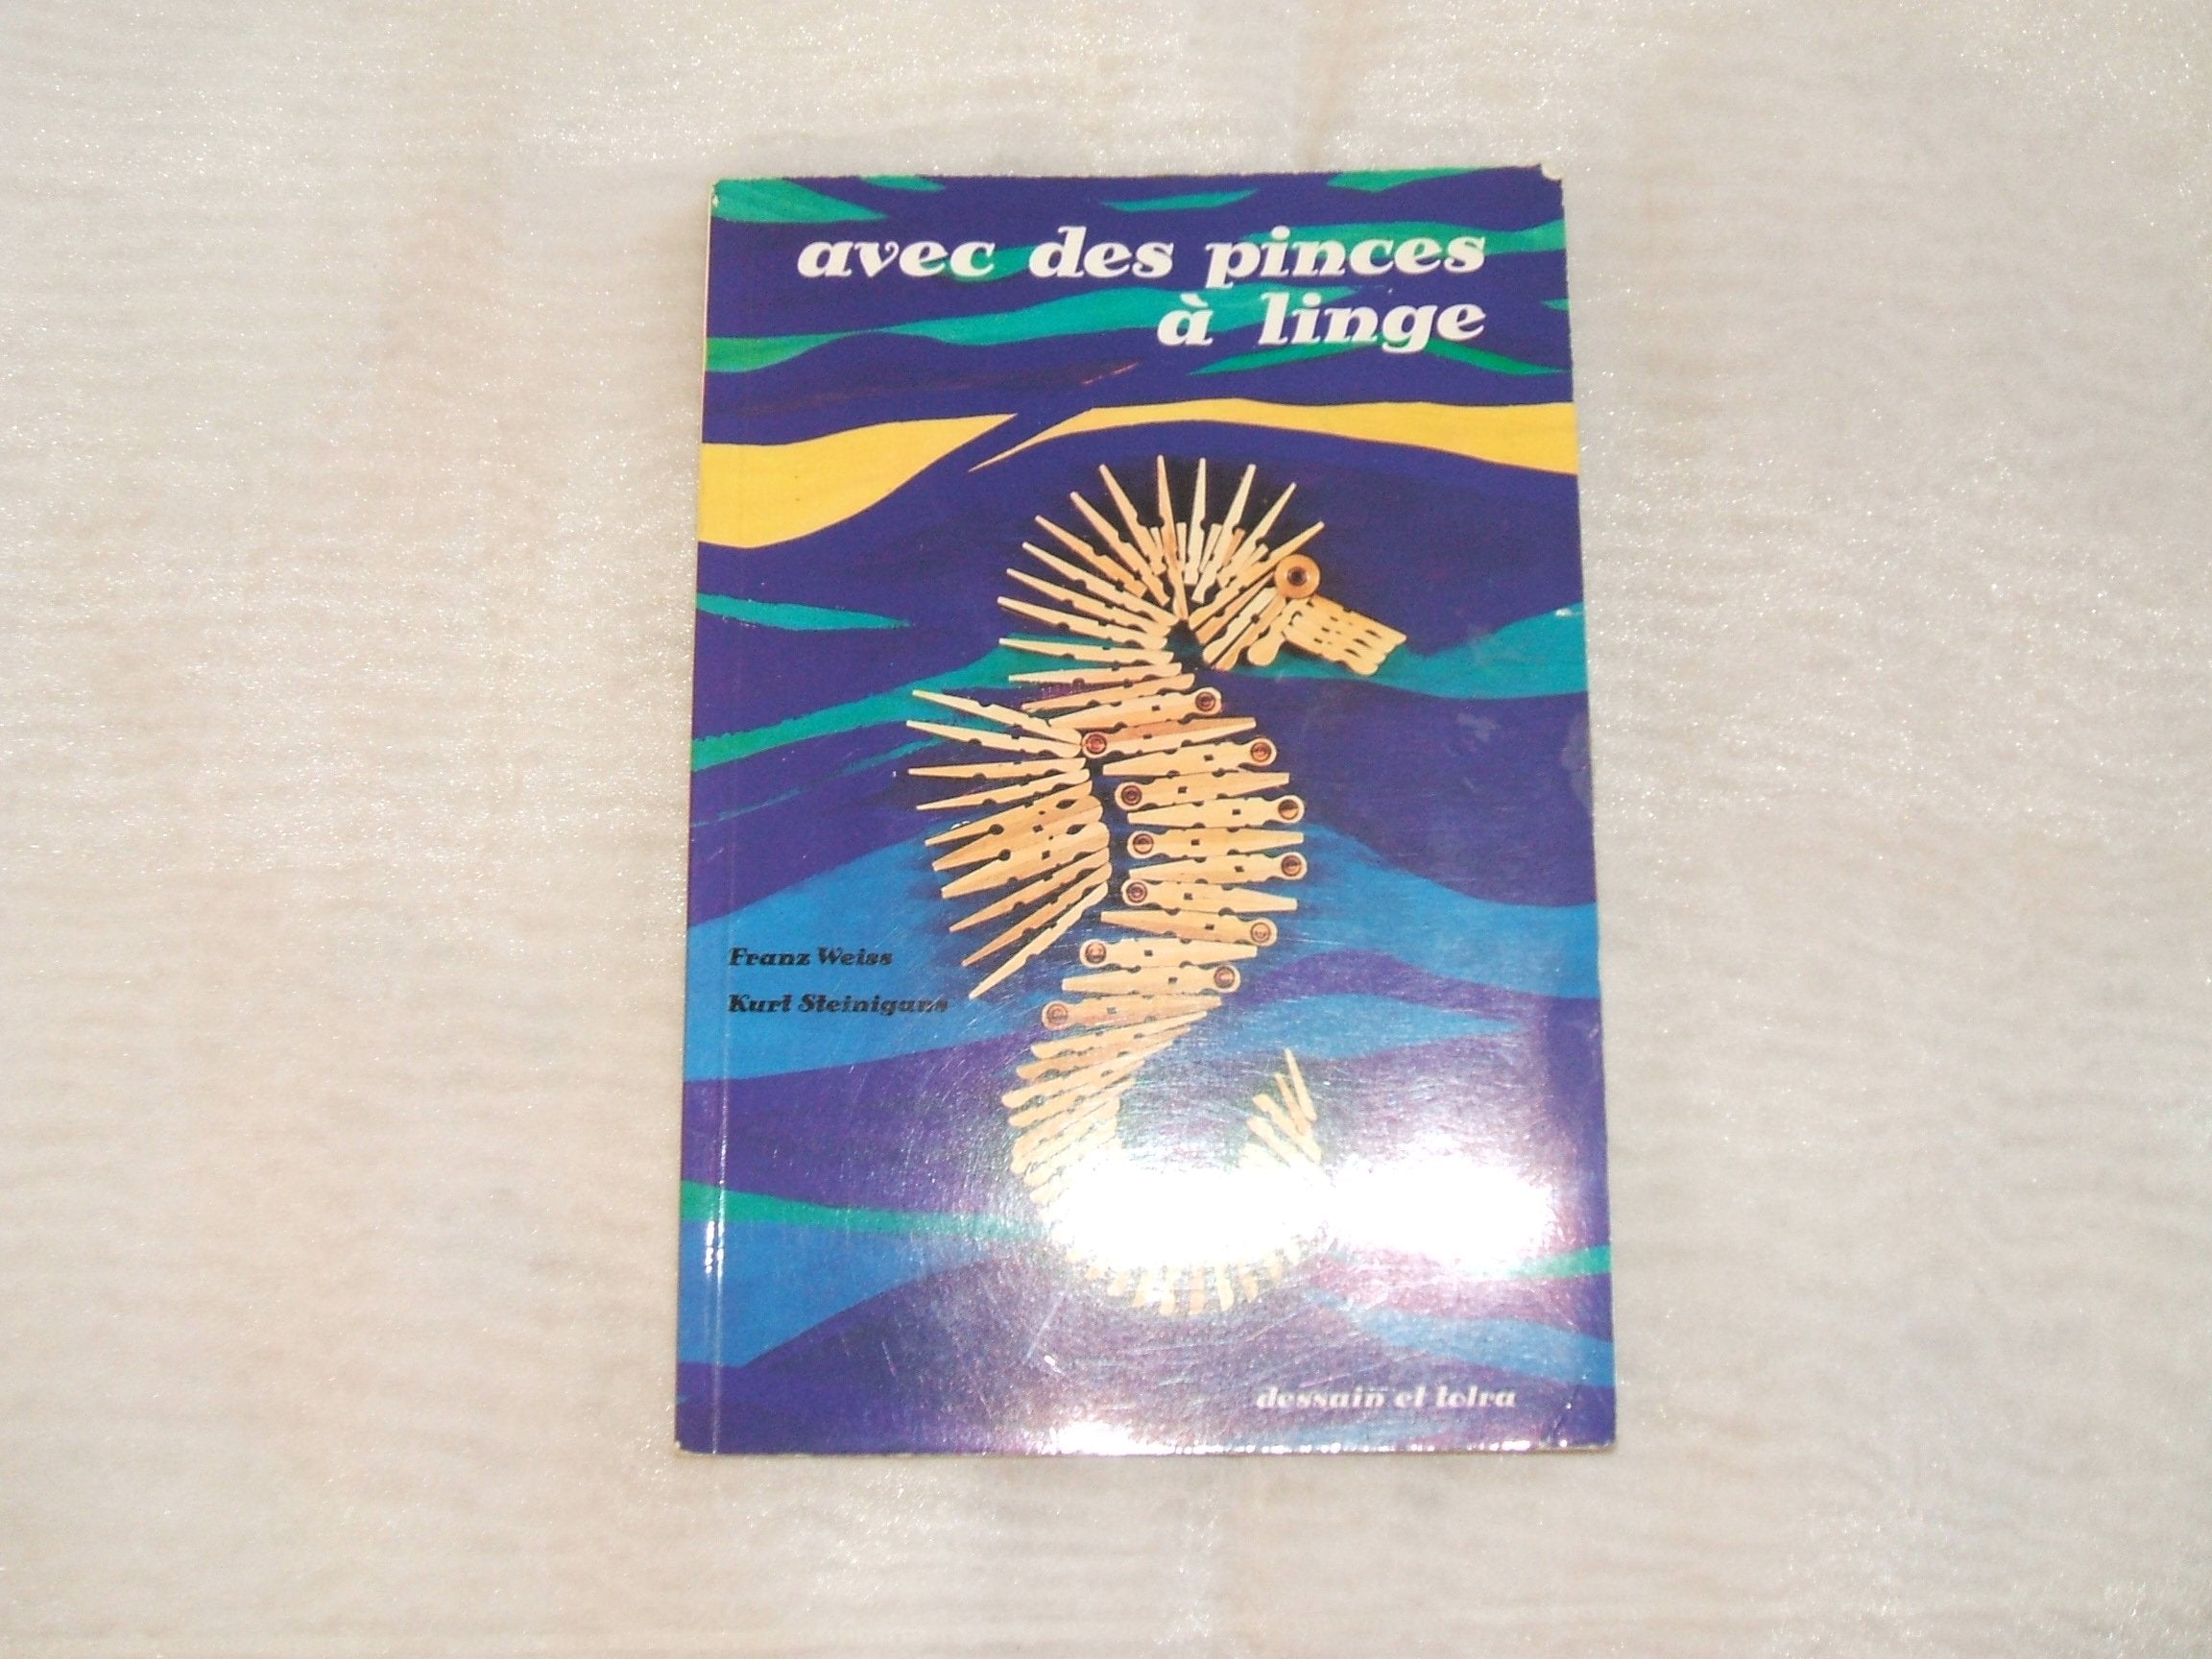 avec des pinces
à linge
Franz Weiss
Kurt Steinigans
dessain et tolra